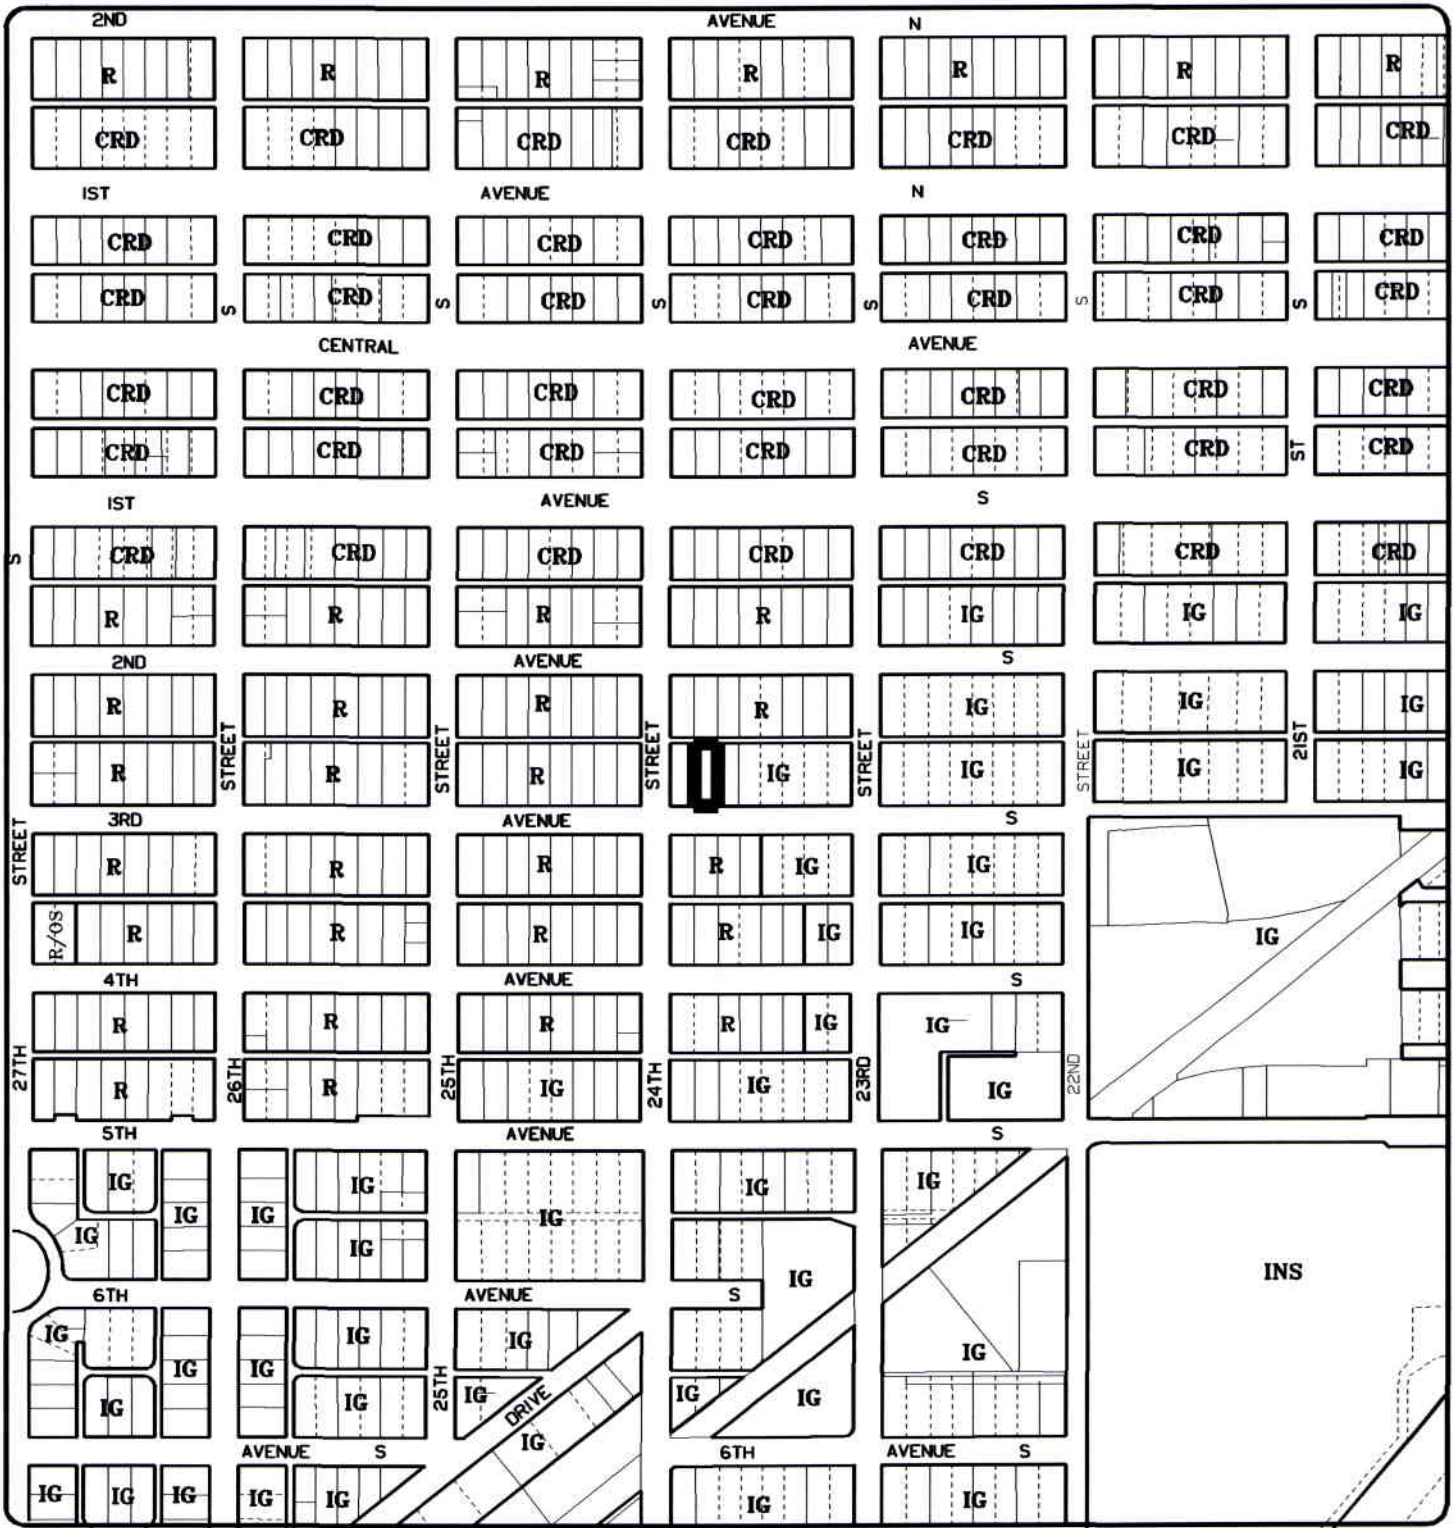 2ND AVENUE N
R R R R R R R
CRD CRD CRD CRD CRD CRD CRD
1ST AVENUE N
CRD CRD CRD CRD CRD CRD CRD
CRD CRD CRD CRD CRD CRD CRD
S S S S S S
CENTRAL AVENUE
CRD CRD CRD CRD CRD CRD CRD
CRD CRD CRD CRD CRD CRD CRD
ST
1ST AVENUE S
S CRD CRD CRD CRD CRD CRD CRD
R R R R IG IG IG
2ND AVENUE S
R R R R IG IG IG
STREET STREET STREET STREET STREET 21ST
R R R IG IG IG IG
3RD AVENUE S
STREET
R R R R IG IG
R/OS R R R R IG IG IG
4TH AVENUE S
R R R R IG IG
27TH 26TH 25TH 24TH 23RD 22ND
R R IG IG IG
5TH AVENUE S
IG IG IG IG
IG IG IG
IG IG IG INS
6TH AVENUE S
IG IG IG IG
IG IG
25TH
IG IG IG IG IG
DRIVE
IG
AVENUE S 6TH AVENUE S
IG IG IG IG IG IG IG